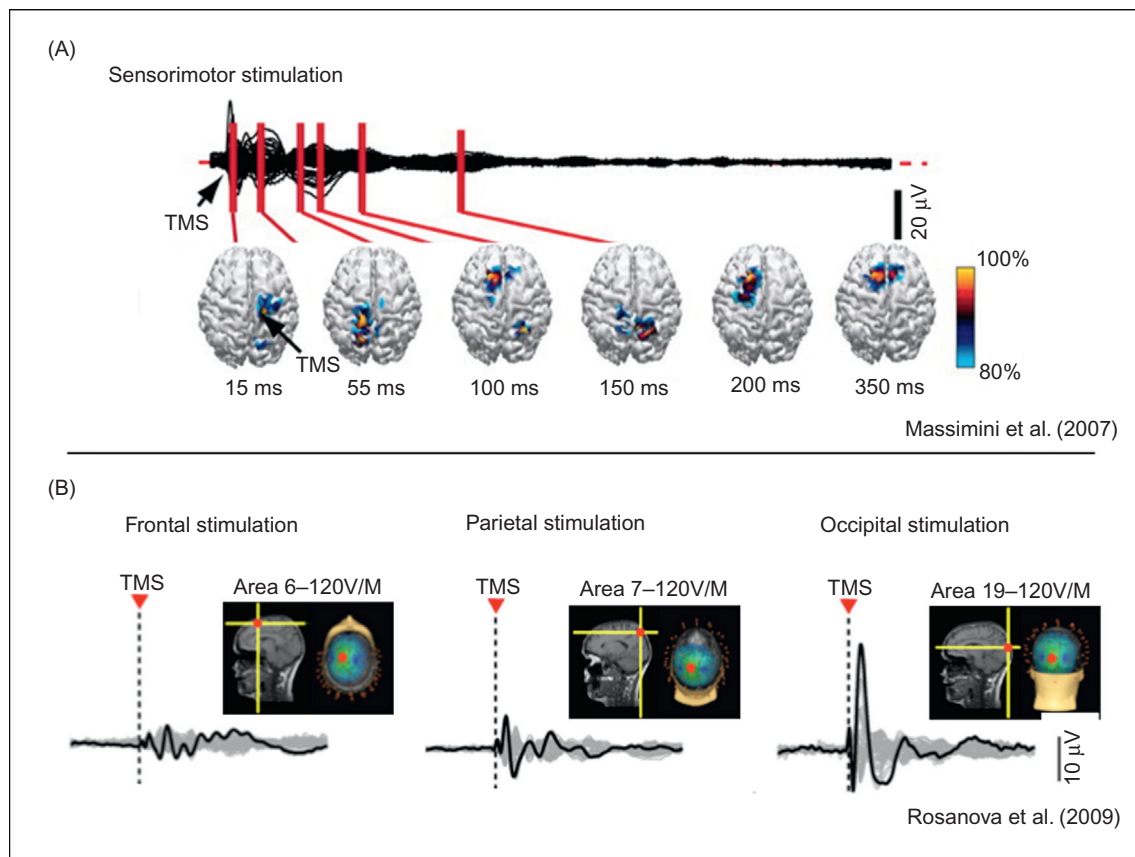 (A)
Sensorimotor stimulation
TMS
20 µV
TMS
100%
80%
15 ms 55 ms 100 ms 150 ms 200 ms 350 ms
Massimini et al. (2007)
(B)
Frontal stimulation Parietal stimulation Occipital stimulation
TMS Area 6–120V/M TMS Area 7–120V/M TMS Area 19–120V/M
10 µV
Rosanova et al. (2009)